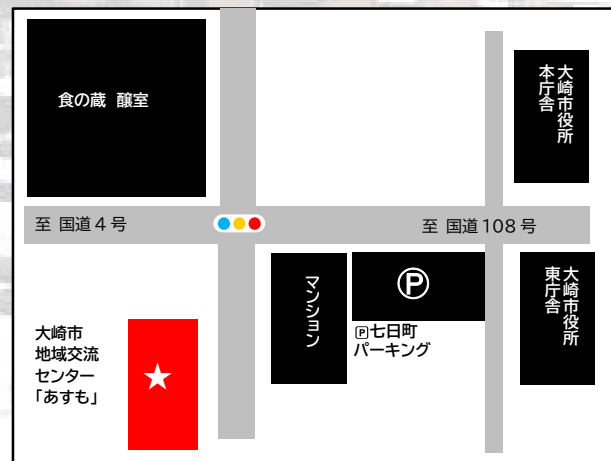 食の蔵 醸室
大崎市役所
本庁舎
至 国道4号
至 国道108号
マンション
Ⓟ
🄿七日町
パーキング
大崎市役所
東庁舎
大崎市
地域交流
センター
「あすも」